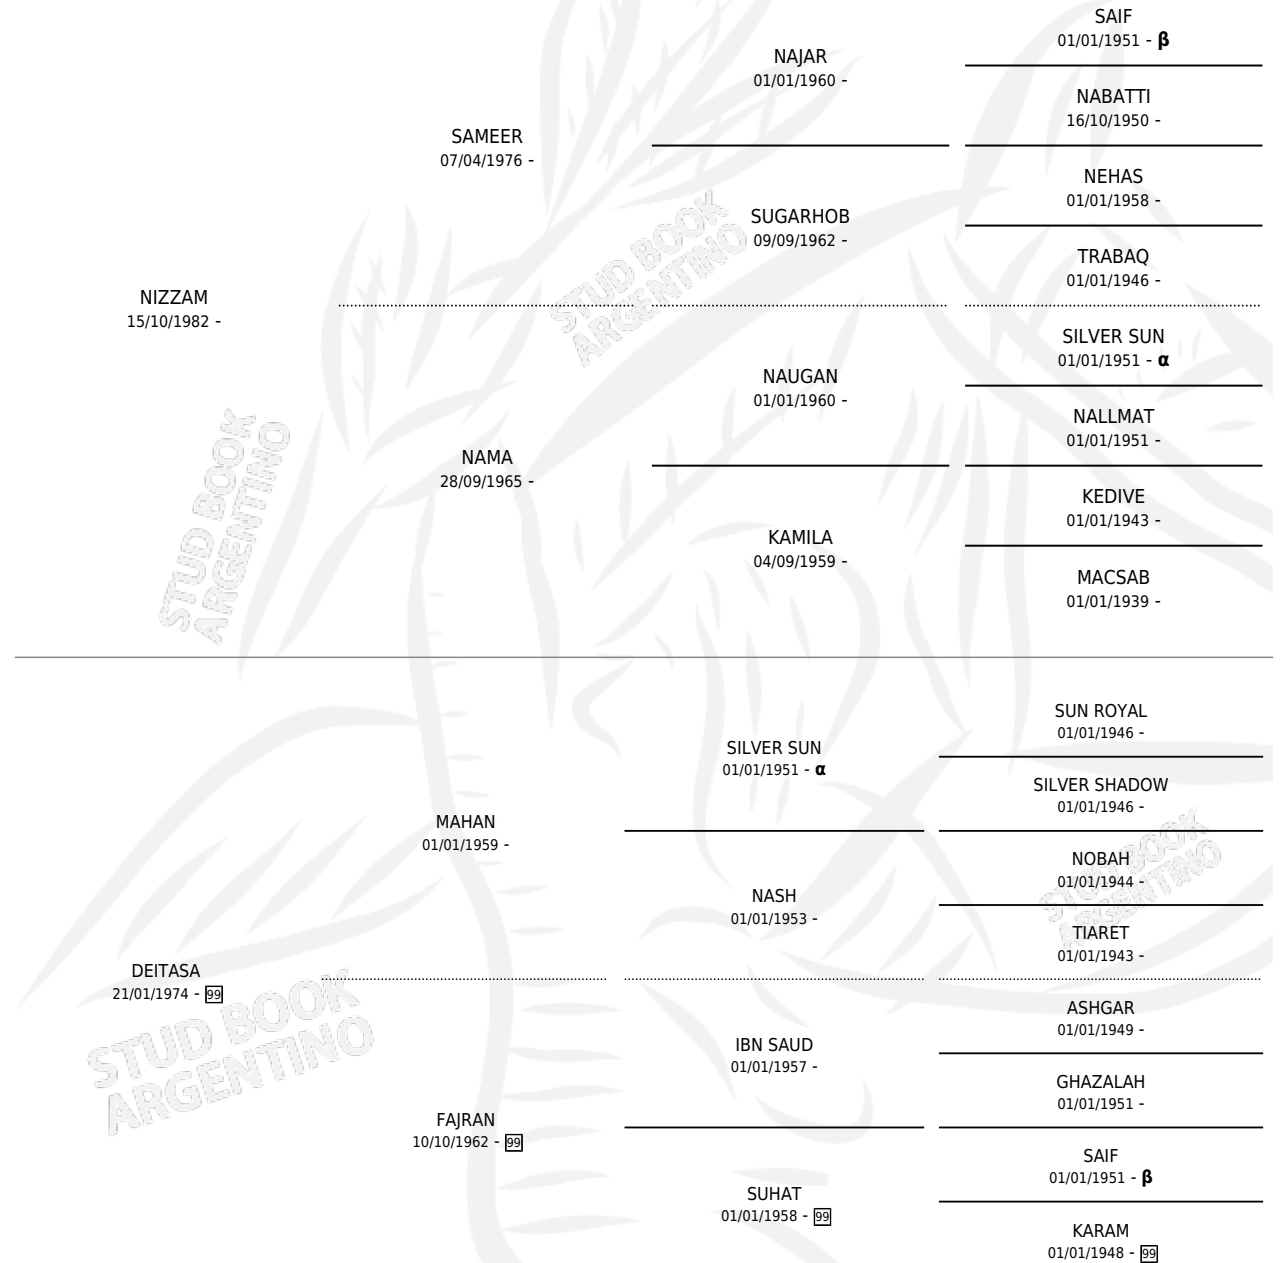 SAIF
01/01/1951 - β
NAJAR
01/01/1960 -
NABATTI
16/10/1950 -
SAMEER
07/04/1976 -
NEHAS
01/01/1958 -
SUGARHOB
09/09/1962 -
TRABAQ
01/01/1946 -
NIZZAM
15/10/1982 -
SILVER SUN
01/01/1951 - α
NAUGAN
01/01/1960 -
NALLMAT
01/01/1951 -
NAMA
28/09/1965 -
KEDIVE
01/01/1943 -
KAMILA
04/09/1959 -
MACSAB
01/01/1939 -
STUD BOOK
ARGENTINO
STUD BOOK
ARGENTINO
SUN ROYAL
01/01/1946 -
SILVER SUN
01/01/1951 - α
SILVER SHADOW
01/01/1946 -
MAHAN
01/01/1959 -
NOBAH
01/01/1944 -
NASH
01/01/1953 -
TIARET
01/01/1943 -
DEITASA
21/01/1974 - 99
ASHGAR
01/01/1949 -
IBN SAUD
01/01/1957 -
GHAZALAH
01/01/1951 -
FAJRAN
10/10/1962 - 99
SAIF
01/01/1951 - β
SUHAT
01/01/1958 - 99
KARAM
01/01/1948 - 99
STUD BOOK
ARGENTINO
STUD BOOK
ARGENTINO